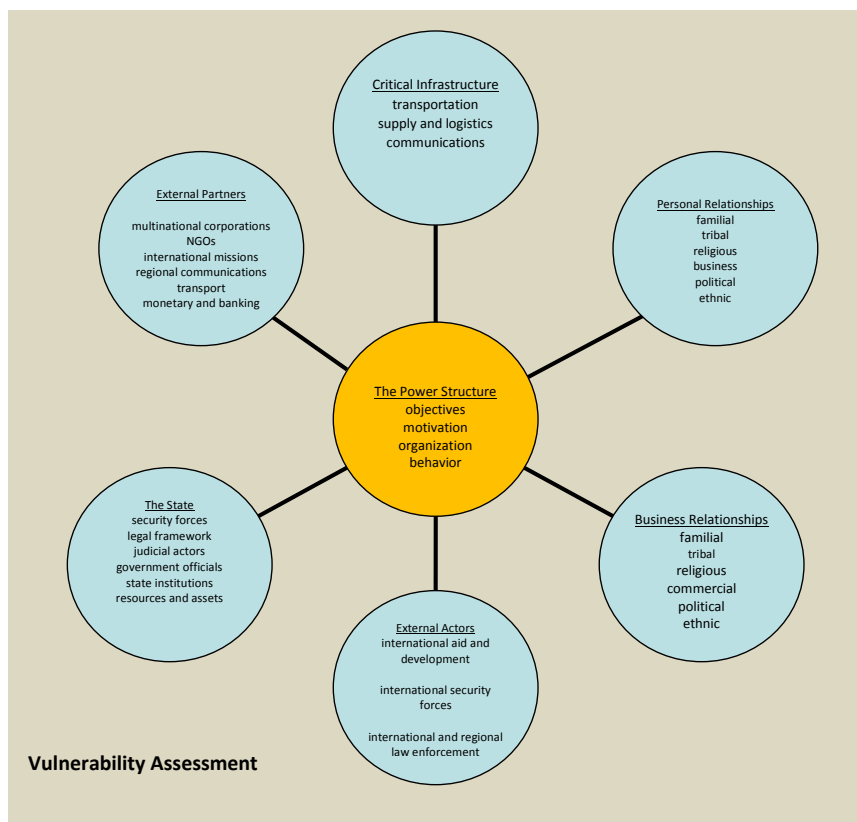 Critical Infrastructure
transportation
supply and logistics
communications
External Partners
multinational corporations
NGOs
international missions
regional communications
transport
monetary and banking
Personal Relationships
familial
tribal
religious
business
political
ethnic
The Power Structure
objectives
motivation
organization
behavior
The State
security forces
legal framework
judicial actors
government officials
state institutions
resources and assets
Business Relationships
familial
tribal
religious
commercial
political
ethnic
External Actors
international aid and
development
international security
forces
international and regional
law enforcement
Vulnerability Assessment